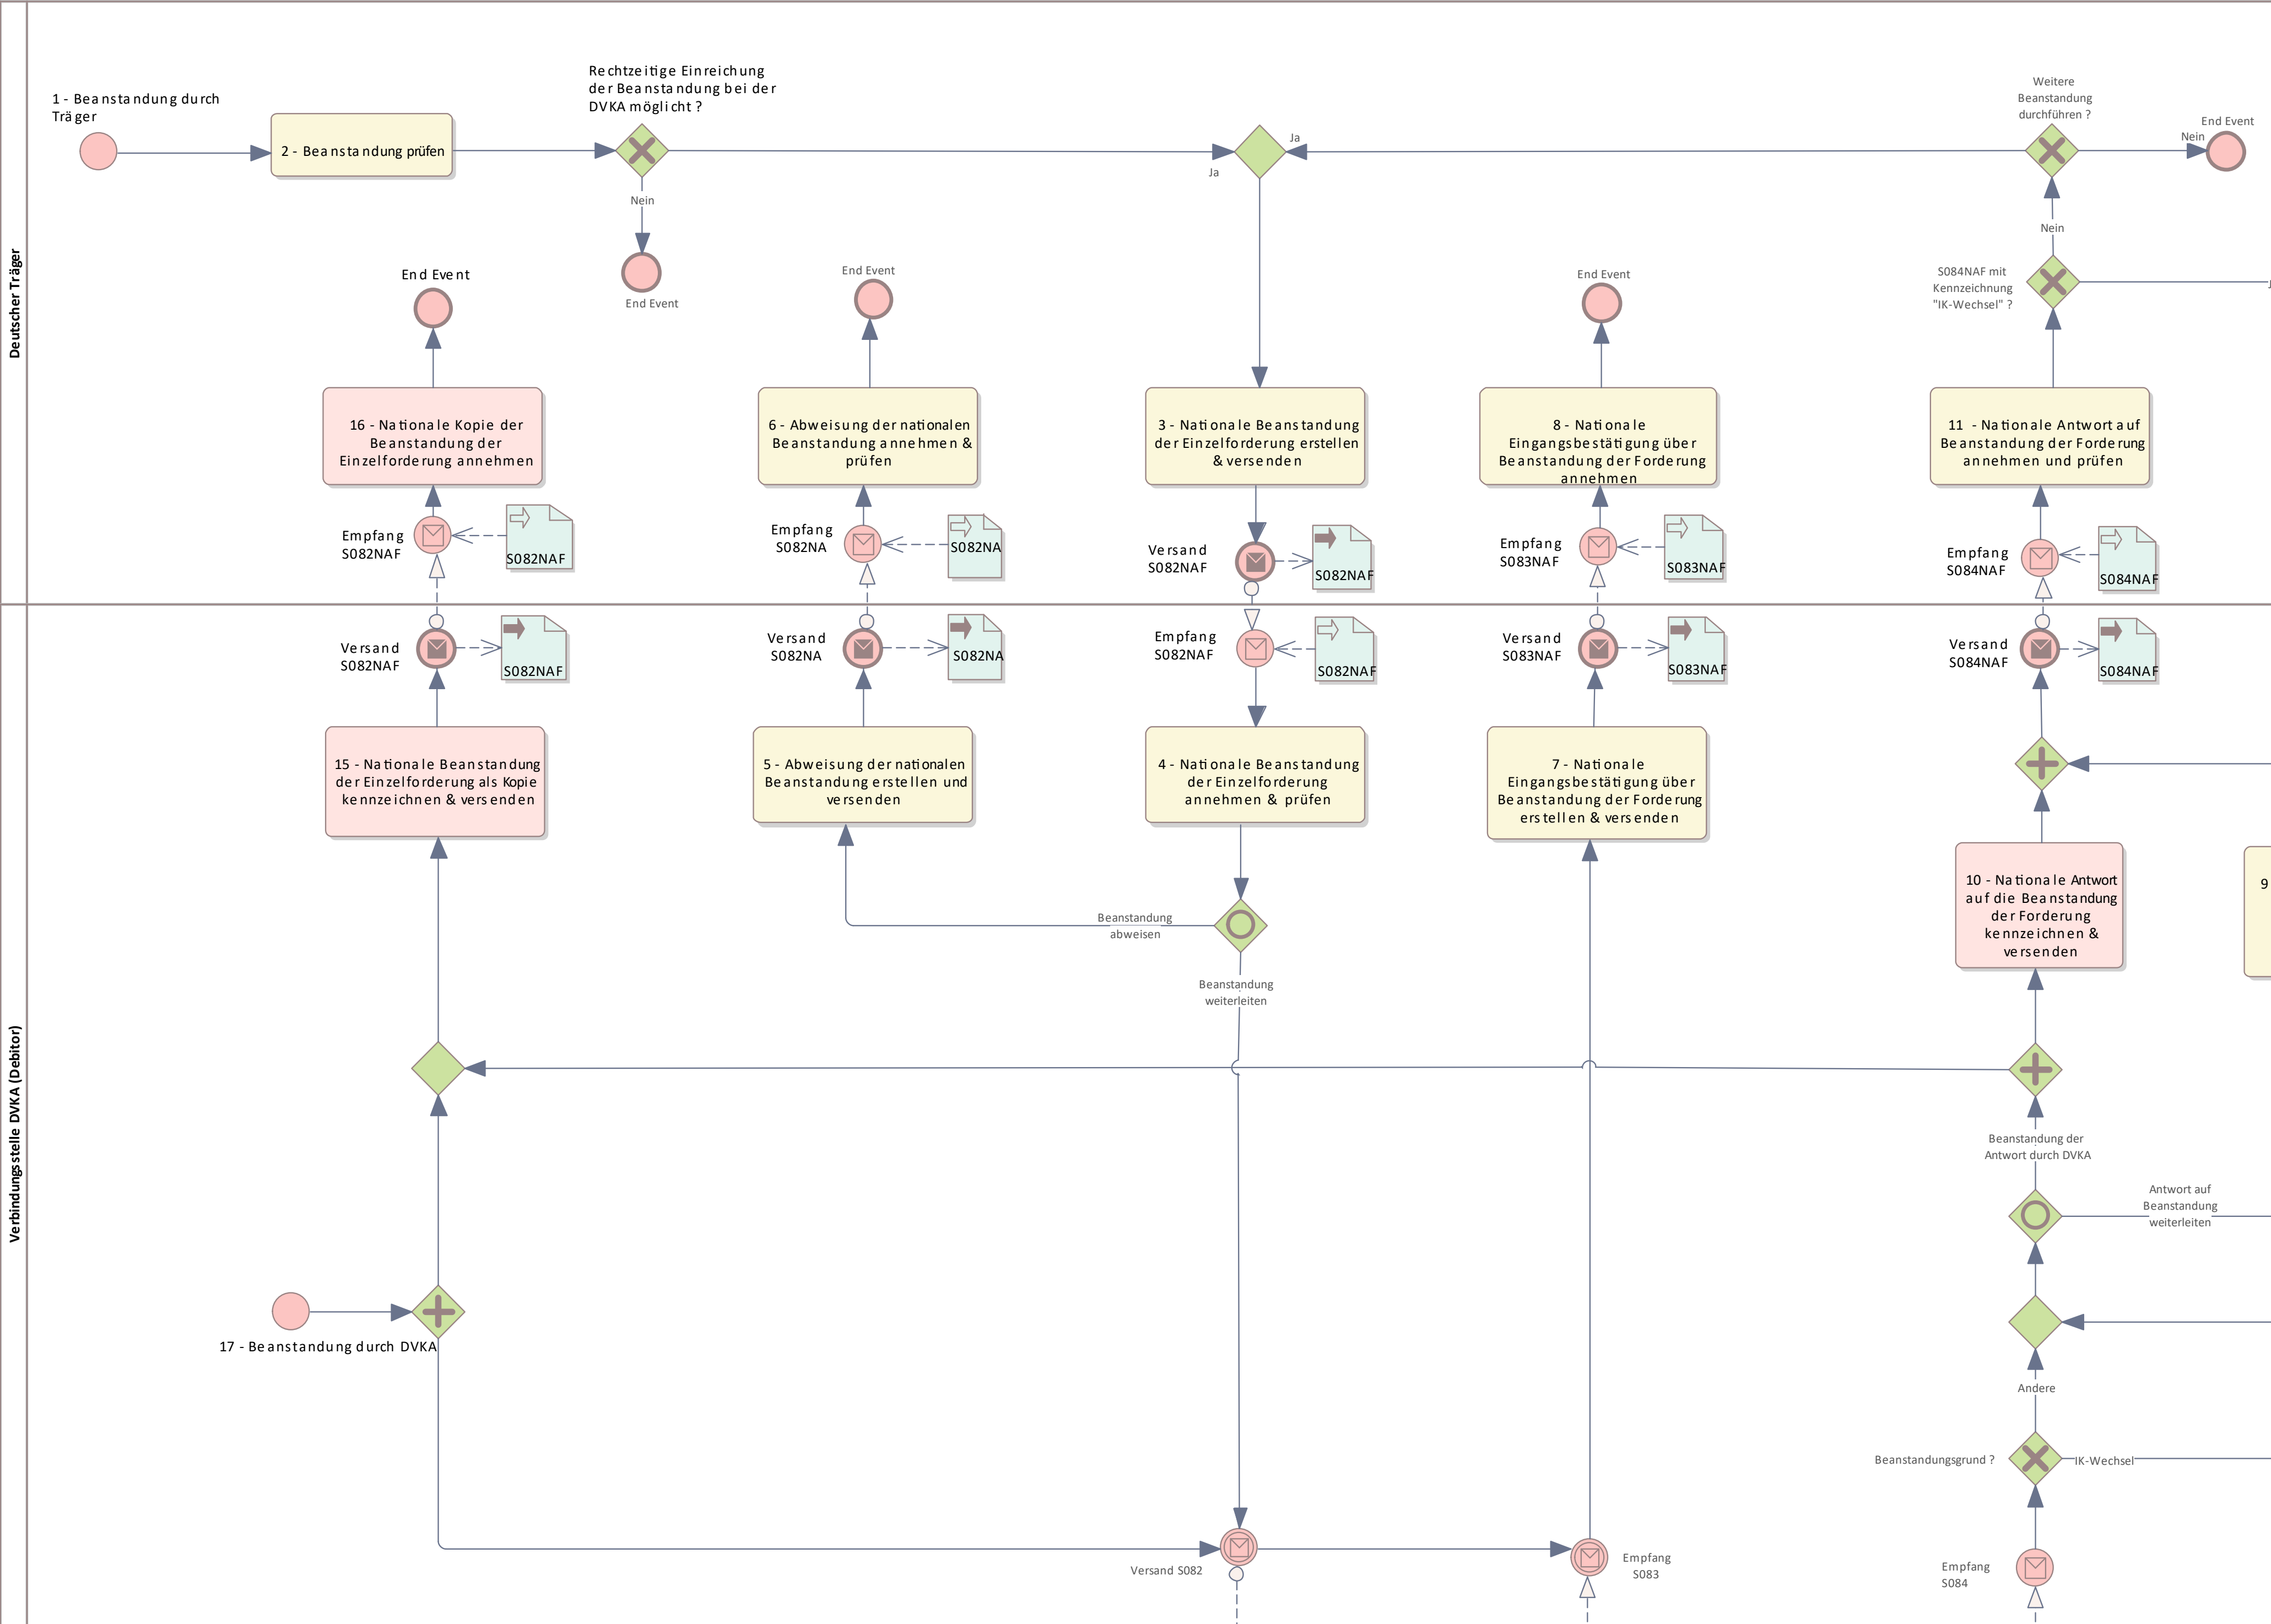 Deutscher Träger
1 - Beanstandung durch
Träger
2 - Beanstandung prüfen
Rechtzeitige Einreichung
der Beanstandung bei der
DVKA möglicht ?
Nein
End Event
Ja
Ja
Weitere
Beanstandung
durchführen ?
Nein
End Event
Nein
S084NAF mit
Kennzeichnung
"IK-Wechsel" ?
End Event
End Event
End Event
16 - Nationale Kopie der
Beanstandung der
Einzelforderung annehmen
6 - Abweisung der nationalen
Beanstandung annehmen &
prüfen
3 - Nationale Beanstandung
der Einzelforderung erstellen
& versenden
8 - Nationale
Eingangsbestätigung über
Beanstandung der Forderung
annehmen
11 - Nationale Antwort auf
Beanstandung der Forderung
annehmen und prüfen
Empfang
S082NAF
S082NAF
Empfang
S082NA
S082NA
Versand
S082NAF
S082NAF
Empfang
S083NAF
S083NAF
Empfang
S084NAF
S084NAF
Verbindungsstelle DVKA (Debitor)
Versand
S082NAF
S082NAF
Versand
S082NA
S082NA
Empfang
S082NAF
S082NAF
Versand
S083NAF
S083NAF
Versand
S084NAF
S084NAF
15 - Nationale Beanstandung
der Einzelforderung als Kopie
kennzeichnen & versenden
5 - Abweisung der nationalen
Beanstandung erstellen und
versenden
4 - Nationale Beanstandung
der Einzelforderung
annehmen & prüfen
7 - Nationale
Eingangsbestätigung über
Beanstandung der Forderung
erstellen & versenden
10 - Nationale Antwort
auf die Beanstandung
der Forderung
kennzeichnen &
versenden
9
Beanstandung
abweisen
Beanstandung
weiterleiten
Beanstandung der
Antwort durch DVKA
Antwort auf
Beanstandung
weiterleiten
17 - Beanstandung durch DVKA
Andere
Beanstandungsgrund ?
IK-Wechsel
Versand S082
Empfang
S083
Empfang
S084